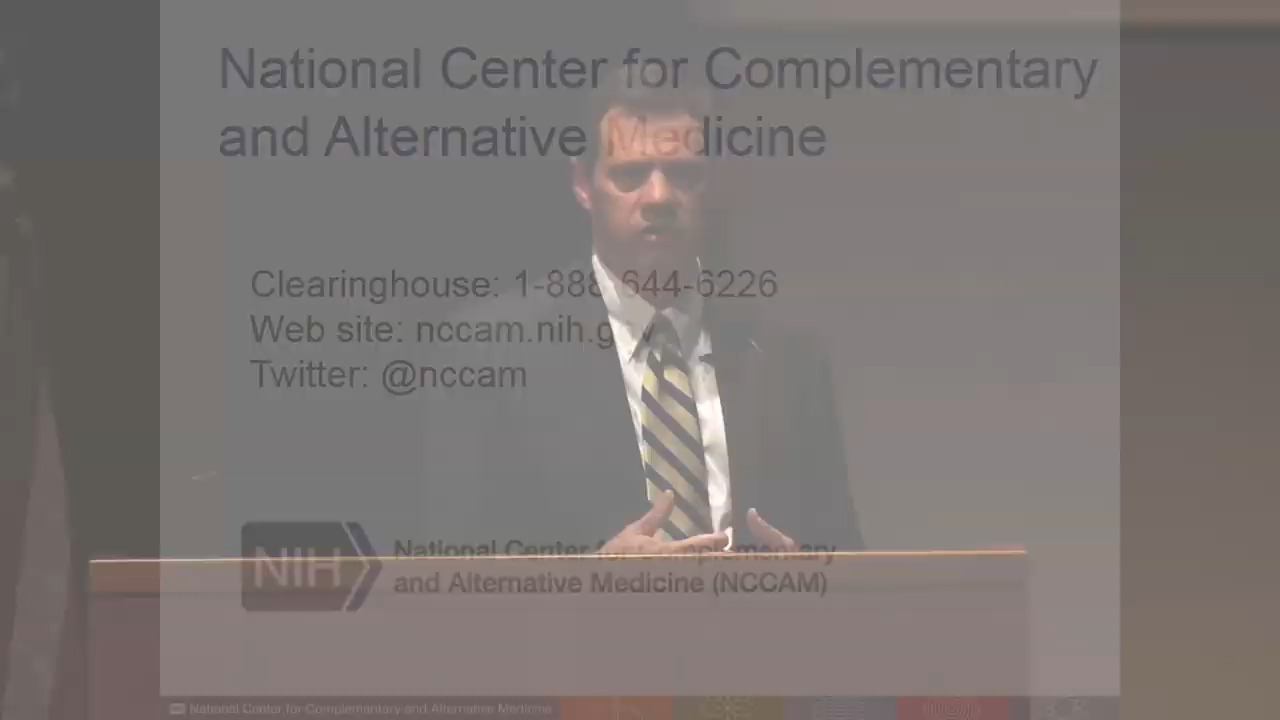 National Center for Complementary
and Alternative Medicine
Clearinghouse: 1-888-644-6226
Web site: nccam.nih.gov
Twitter: @nccam
NIH
National Center for Complementary
and Alternative Medicine (NCCAM)
National Center for Complementary and Alternative Medicine